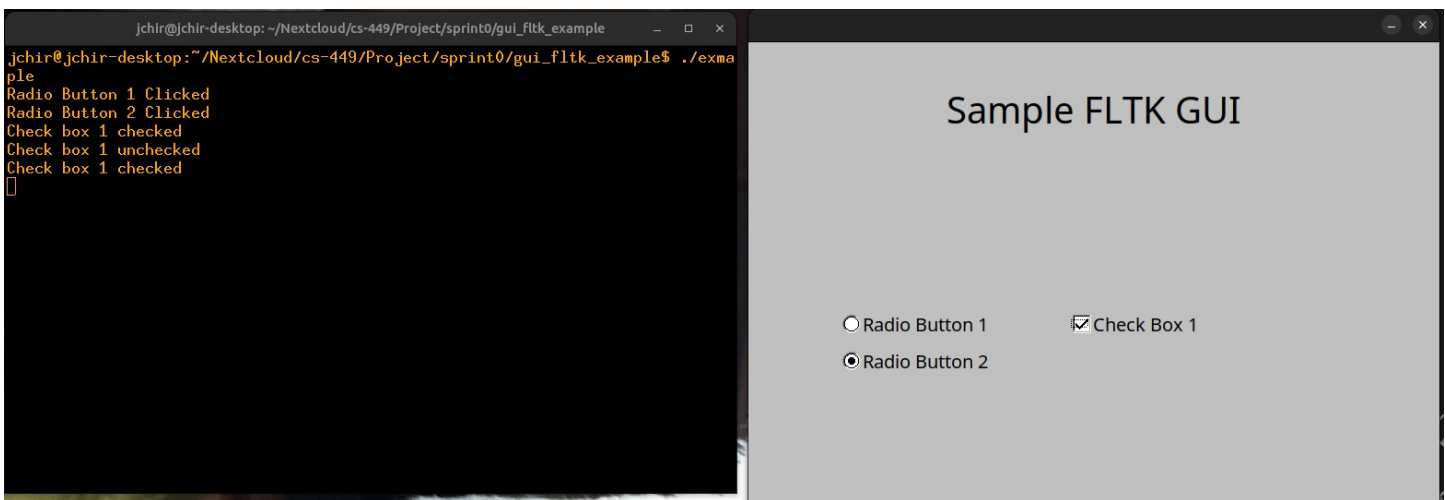 jchir@jchir-desktop: ~/Nextcloud/cs-449/Project/sprint0/gui_fltk_example
jchir@jchir-desktop:~/Nextcloud/cs-449/Project/sprint0/gui_fltk_example$ ./exma
ple
Radio Button 1 Clicked
Radio Button 2 Clicked
Check box 1 checked
Check box 1 unchecked
Check box 1 checked
Sample FLTK GUI
Radio Button 1
Check Box 1
Radio Button 2